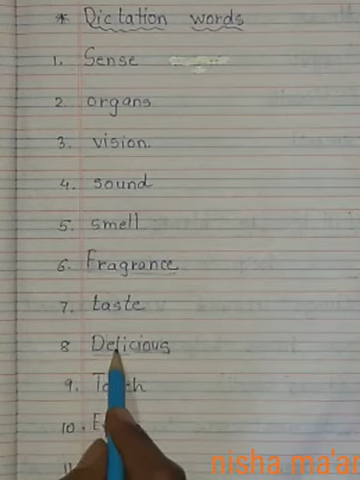 * Dictation words
1. Sense
2. organs
3. vision.
4. sound
5. smell
6. Fragrance
7. taste
8 Delicious
9.
10.
11
nisha ma'am